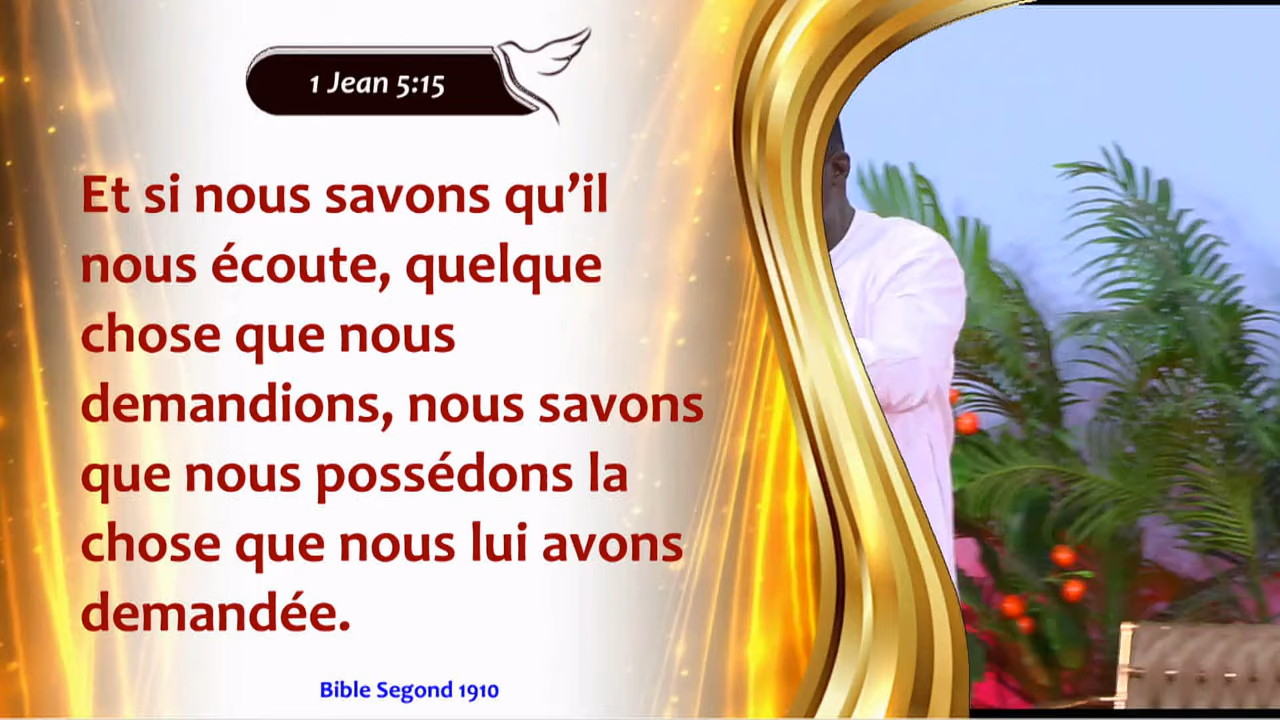 1 Jean 5:15
Et si nous savons qu’il
nous écoute, quelque
chose que nous
demandions, nous savons
que nous possédons la
chose que nous lui avons
demandée.
Bible Segond 1910